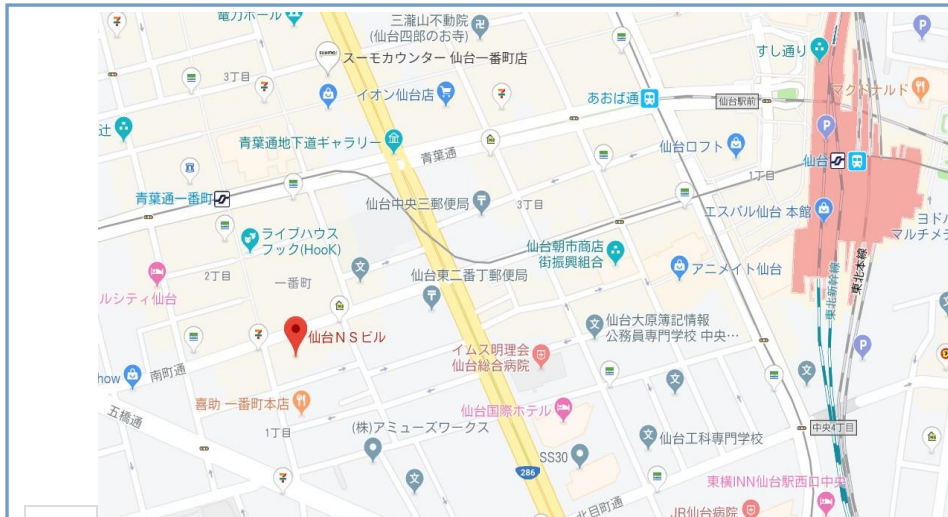 電力ホール
三瀧山不動院
(仙台四郎のお寺)
すし通り
スーモカウンター 仙台一番町店
3丁目
イオン仙台店
あおば通
仙台駅前
マクドナルド
辻
青葉通地下道ギャラリー
青葉通
仙台ロフト
仙台
1丁目
青葉通一番町
仙台中央三郵便局
3丁目
エスパル仙台 本館
ヨドバ
マルチメデ
ライブハウス
フック(HooK)
仙台朝市商店
街振興組合
アニメイト仙台
2丁目
一番町
仙台東二番丁郵便局
ルシティ仙台
東北新幹線
東北本線
仙台NSビル
仙台大原簿記情報
公務員専門学校 中央…
イムス明理会
仙台総合病院
how
南町通
喜助 一番町本店
五橋通
1丁目
仙台国際ホテル
(株)アミューズワークス
仙台工科専門学校
中央4丁目
SS30
286
東横INN仙台駅西口中央
北目町通
JR仙台病院